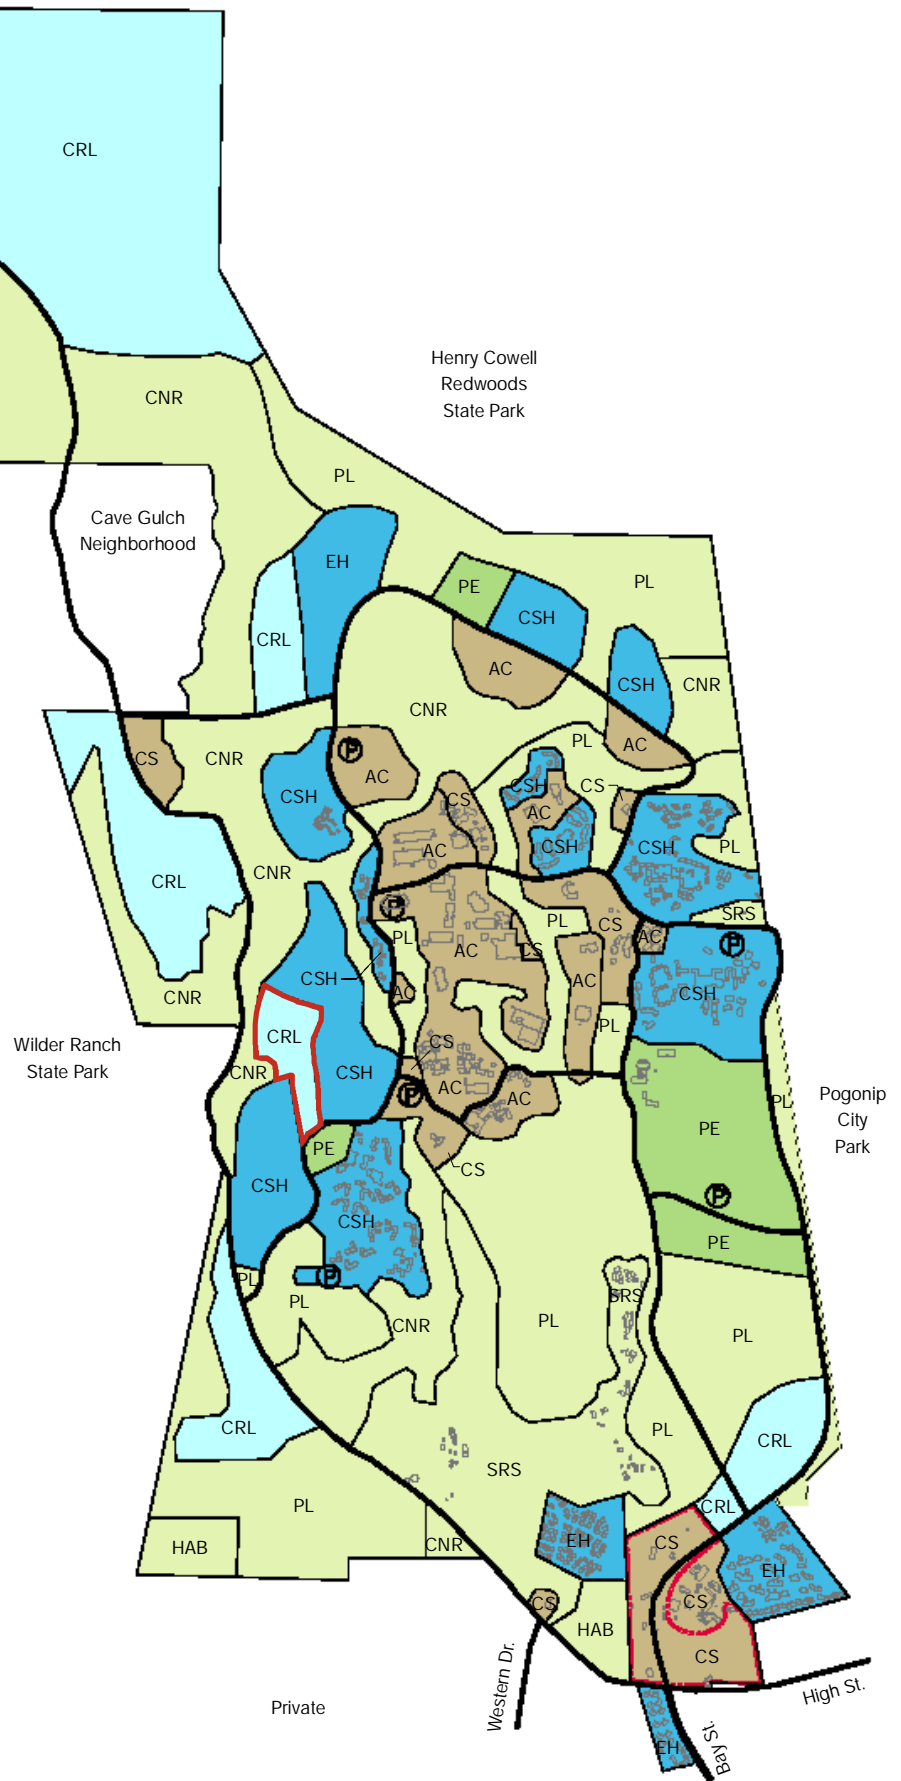 CRL
Henry Cowell
Redwoods
State Park
CNR
PL
Cave Gulch
Neighborhood
EH
PE
PL
CSH
CRL
AC
CSH
CNR
CNR
PL
AC
P
CS
CNR
AC
CSH
CS
CSH
CS
AC
CSH
CSH
PL
AC
CNR
CRL
P
SRS
PL
CS
PL
AC
P
AC
CS
CSH
AC
CSH
AC
CNR
PL
CRL
CS
Wilder Ranch
State Park
CNR
CSH
AC
P
AC
PL
Pogonip
City
Park
PE
PE
CS
CSH
P
CSH
PE
PL
P
PL
SRS
CNR
PL
PL
CRL
PL
CRL
SRS
PL
CRL
HAB
CNR
EH
CS
EH
CS
CS
HAB
CS
Western Dr.
High St.
Private
Bay St.
EH